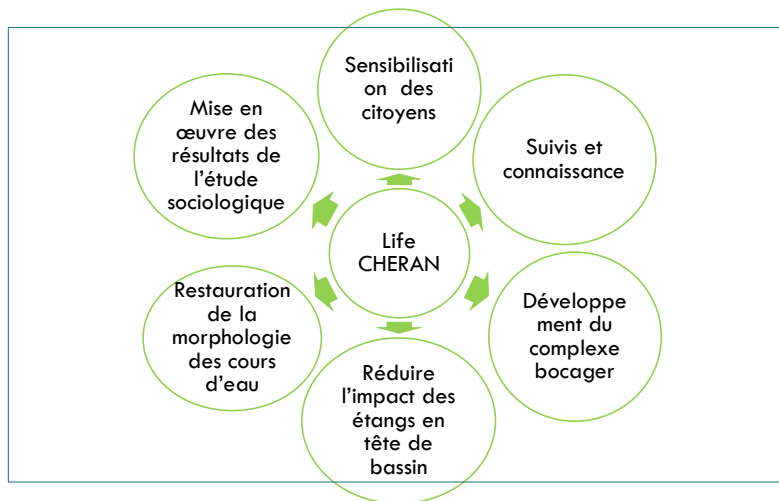 Sensibilisati
on des
citoyens
Suivis et
connaissance
Développe
ment du
complexe
bocager
Réduire
l’impact des
étangs en
tête de
bassin
Restauration
de la
morphologie
des cours
d’eau
Mise en
œuvre des
résultats de
l’étude
sociologique
Life
CHERAN